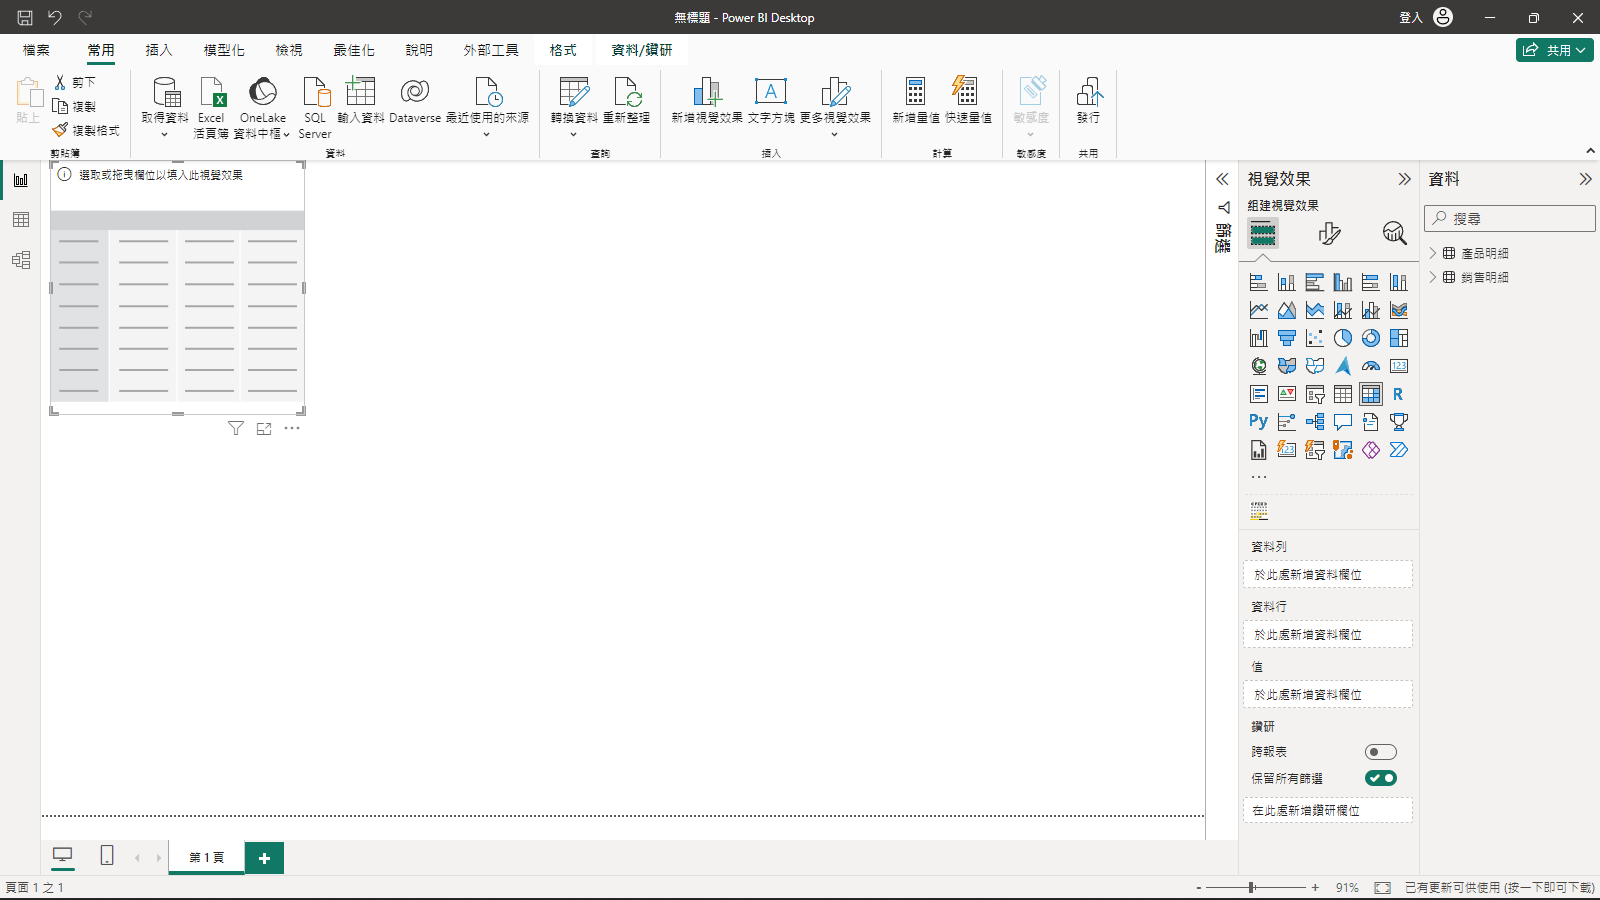 無標題 - Power BI Desktop
登入
檔案 常用 插入 模型化 檢視 最佳化 說明 外部工具 格式 資料/鑽研
共用
貼上
剪下
複製
複製格式
剪貼簿
取得資料
Excel
活頁簿
OneLake
資料中樞
SQL
Server
輸入資料
Dataverse
最近使用的來源
資料
轉換資料
重新整理
查詢
新增視覺效果
文字方塊
更多視覺效果
插入
新增量值
快速量值
計算
敏感度
敏感度
發行
共用
選取或拖曳欄位以填入此視覺效果
篩選
視覺效果
組建視覺效果
123
R
Py
123
資料列
於此處新增資料欄位
資料行
於此處新增資料欄位
值
於此處新增資料欄位
鑽研
跨報表
保留所有篩選
在此處新增鑽研欄位
資料
搜尋
產品明細
銷售明細
第 1 頁
頁面 1 之 1
- + 91%
已有更新可供使用 (按一下即可下載)